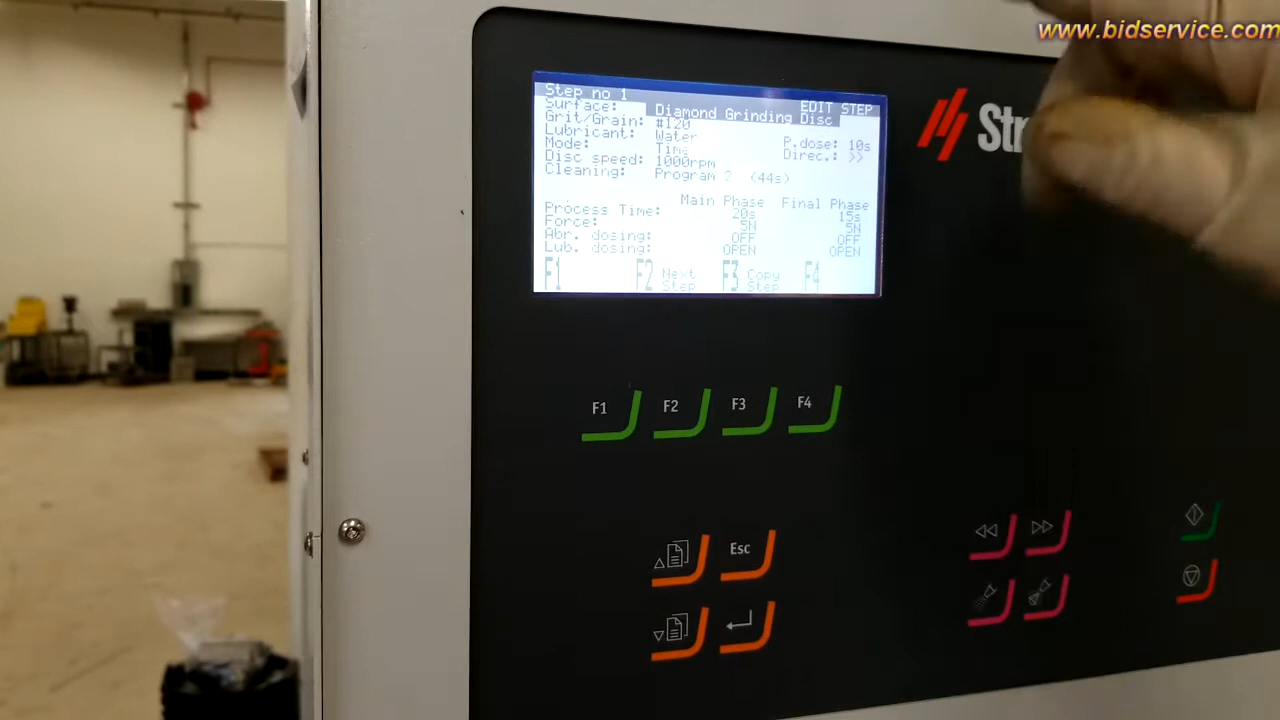 www.bidservice.com
Step no 1 EDIT STEP
Surface: Diamond Grinding Disc
Grit/Grain: #120
Lubricant: Water P.dose: 10s
Mode: Time Direc.: >>
Disc speed: 1000rpm
Cleaning: Program 2 (44s)
Main Phase Final Phase
Process Time: 20s 15s
Force: 5N 5N
Abr. dosing: OFF OFF
Lub. dosing: OPEN OPEN
F1 F2 Next Step F3 Copy Step F4
Str
F1 F2 F3 F4
Esc